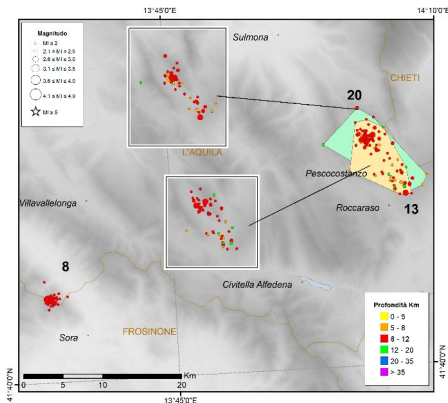 13°45'0"E
14°10'0"E
Magnitudo
Ml ≤ 2
2.1 ≤ Ml ≤ 2.5
2.6 ≤ Ml ≤ 3.0
3.1 ≤ Ml ≤ 3.5
3.6 ≤ Ml ≤ 4.0
4.1 ≤ Ml ≤ 4.9
Ml ≥ 5
Sulmona
CHIETI
20
L'AQUILA
Pescocostanzo
Villavallelonga
Roccaraso
13
8
Civitella Alfedena
Sora
FROSINONE
Profondità Km
0 - 5
5 - 8
8 - 12
12 - 20
20 - 35
> 35
0 5 10 20
Km
41°40'0"N
41°40'0"N
13°45'0"E